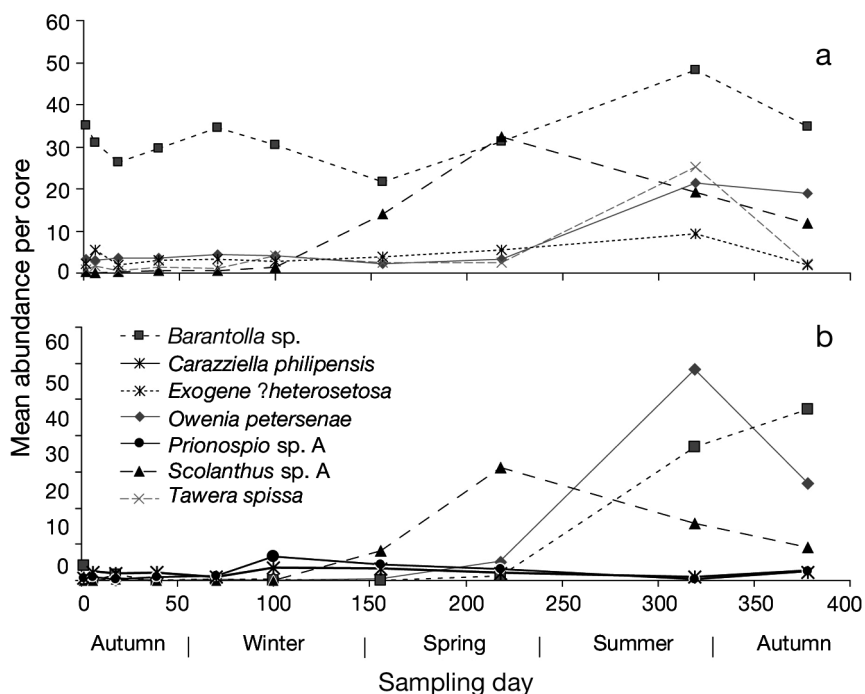 60
a
50
40
30
20
10
0
Mean abundance per core
60
b
50
40
30
20
10
0
Barantolla sp.
Carazziella philipensis
Exogene ?heterosetosa
Owenia petersenae
Prionospio sp. A
Scolanthus sp. A
Tawera spissa
0 50 100 150 200 250 300 350 400
Autumn | Winter | Spring | Summer | Autumn
Sampling day